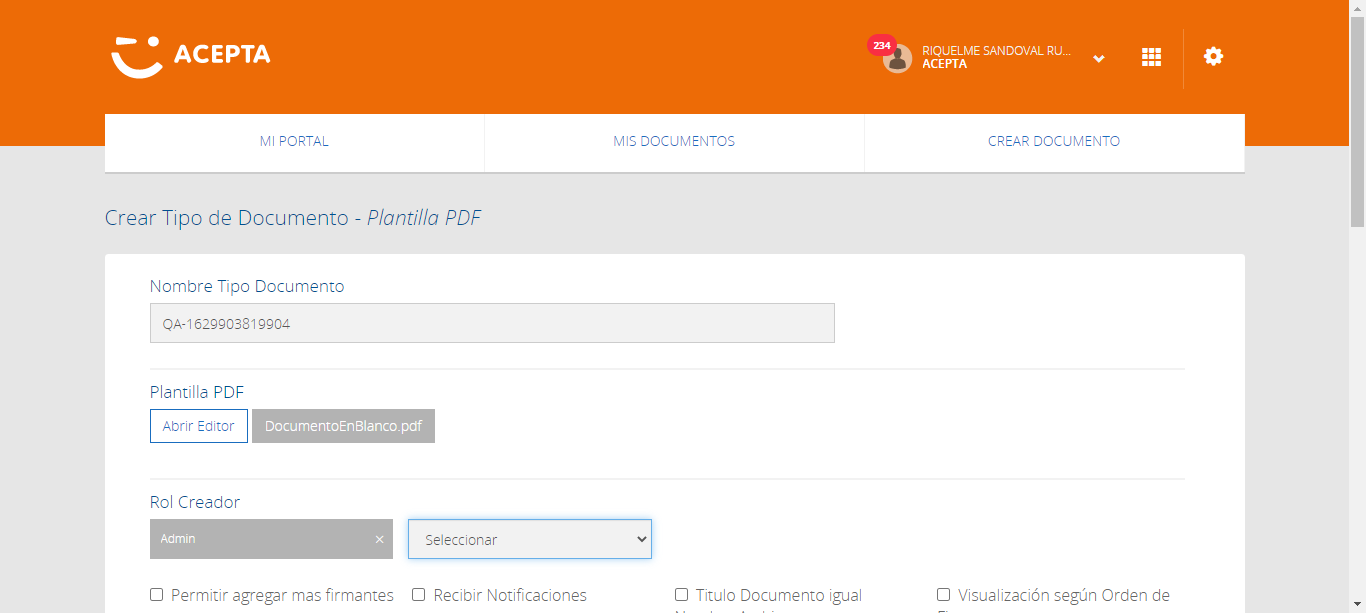 ACEPTA
234
RIQUELME SANDOVAL RU...
ACEPTA
MI PORTAL
MIS DOCUMENTOS
CREAR DOCUMENTO
Crear Tipo de Documento - Plantilla PDF
Nombre Tipo Documento
QA-1629903819904
Plantilla PDF
Abrir Editor
DocumentoEnBlanco.pdf
Rol Creador
Admin ×
Seleccionar
Permitir agregar mas firmantes
Recibir Notificaciones
Titulo Documento igual
Visualización según Orden de